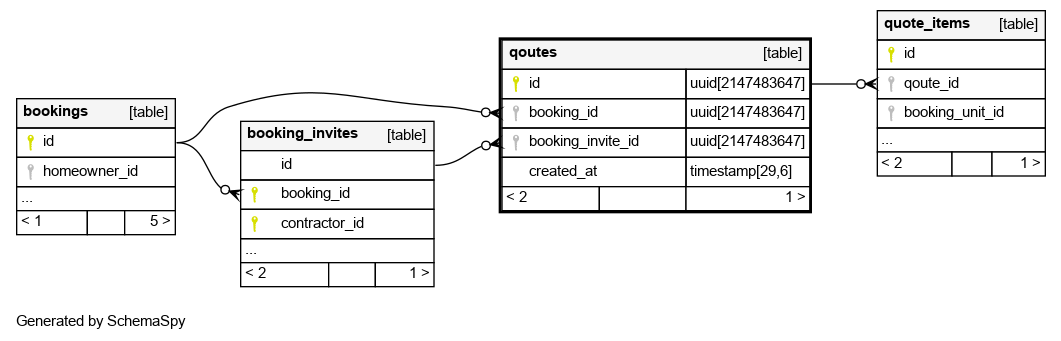 bookings [table]
id
homeowner_id
...
< 1 5 >
booking_invites [table]
id
booking_id
contractor_id
...
< 2 1 >
qoutes [table]
id uuid[2147483647]
booking_id uuid[2147483647]
booking_invite_id uuid[2147483647]
created_at timestamp[29,6]
< 2 1 >
quote_items [table]
id
qoute_id
booking_unit_id
...
< 2 1 >
Generated by SchemaSpy